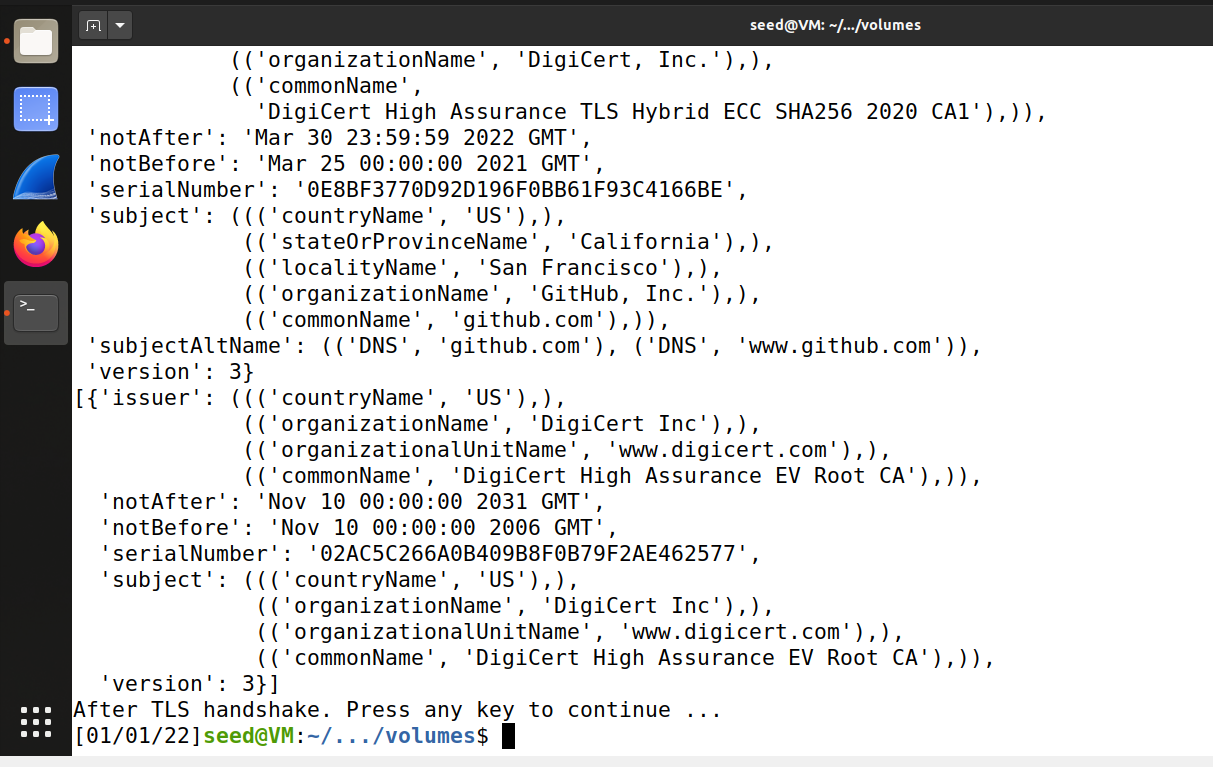 seed@VM: ~/.../volumes
(('organizationName', 'DigiCert, Inc.'),),
(('commonName',
'DigiCert High Assurance TLS Hybrid ECC SHA256 2020 CA1'),)),
'notAfter': 'Mar 30 23:59:59 2022 GMT',
'notBefore': 'Mar 25 00:00:00 2021 GMT',
'serialNumber': '0E8BF3770D92D196F0BB61F93C4166BE',
'subject': ((('countryName', 'US'),),
(('stateOrProvinceName', 'California'),),
(('localityName', 'San Francisco'),),
(('organizationName', 'GitHub, Inc.'),),
(('commonName', 'github.com'),)),
'subjectAltName': (('DNS', 'github.com'), ('DNS', 'www.github.com')),
'version': 3}
[{'issuer': ((('countryName', 'US'),),
(('organizationName', 'DigiCert Inc'),),
(('organizationalUnitName', 'www.digicert.com'),),
(('commonName', 'DigiCert High Assurance EV Root CA'),)),
'notAfter': 'Nov 10 00:00:00 2031 GMT',
'notBefore': 'Nov 10 00:00:00 2006 GMT',
'serialNumber': '02AC5C266A0B409B8F0B79F2AE462577',
'subject': ((('countryName', 'US'),),
(('organizationName', 'DigiCert Inc'),),
(('organizationalUnitName', 'www.digicert.com'),),
(('commonName', 'DigiCert High Assurance EV Root CA'),)),
'version': 3}]
After TLS handshake. Press any key to continue ...
[01/01/22]seed@VM:~/.../volumes$